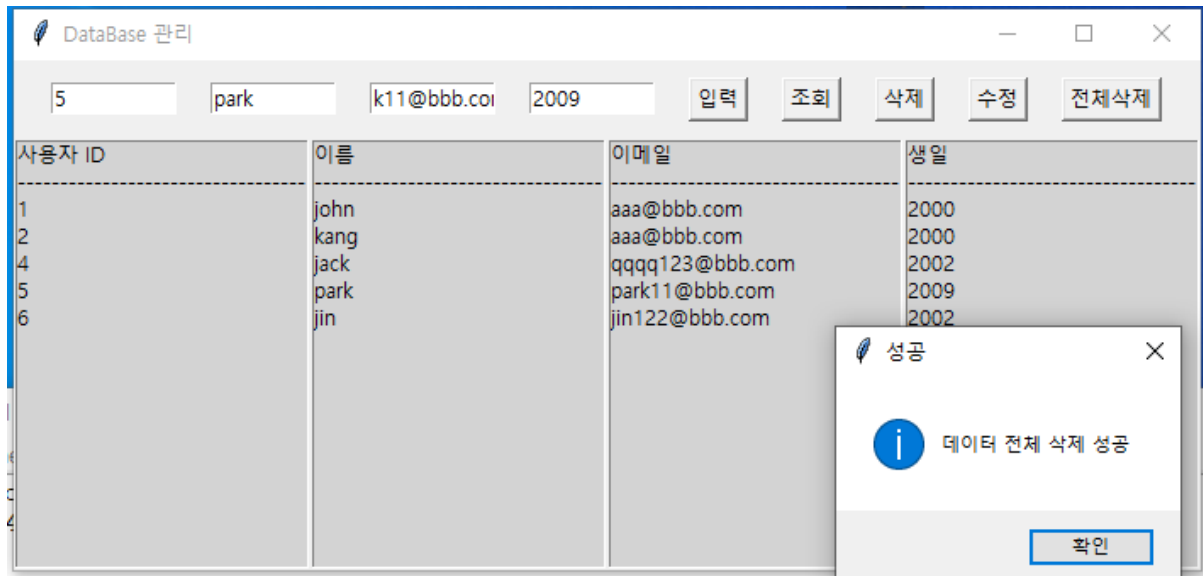 DataBase 관리
5 park k11@bbb.co 2009 입력 조회 삭제 수정 전체삭제
사용자 ID 이름 이메일 생일
---------------------------------- ---------------------------------- ---------------------------------- ----------------------------------
1 john aaa@bbb.com 2000
2 kang aaa@bbb.com 2000
4 jack qqqq123@bbb.com 2002
5 park park11@bbb.com 2009
6 jin jin122@bbb.com 2002
성공
데이터 전체 삭제 성공
확인